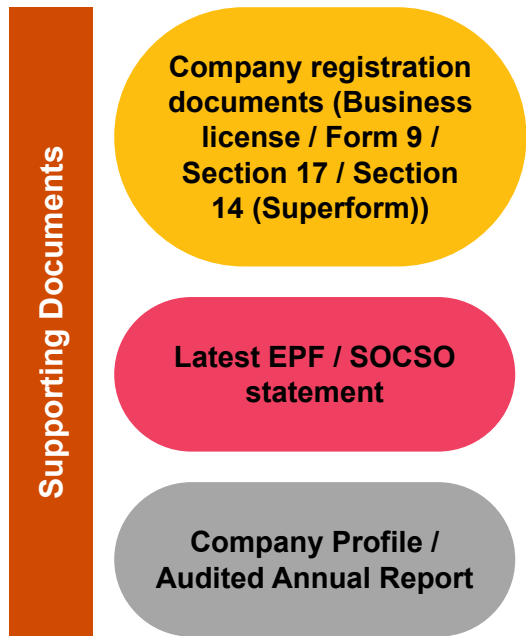 Supporting Documents
Company registration
documents (Business
license / Form 9 /
Section 17 / Section
14 (Superform))
Latest EPF / SOCSO
statement
Company Profile /
Audited Annual Report